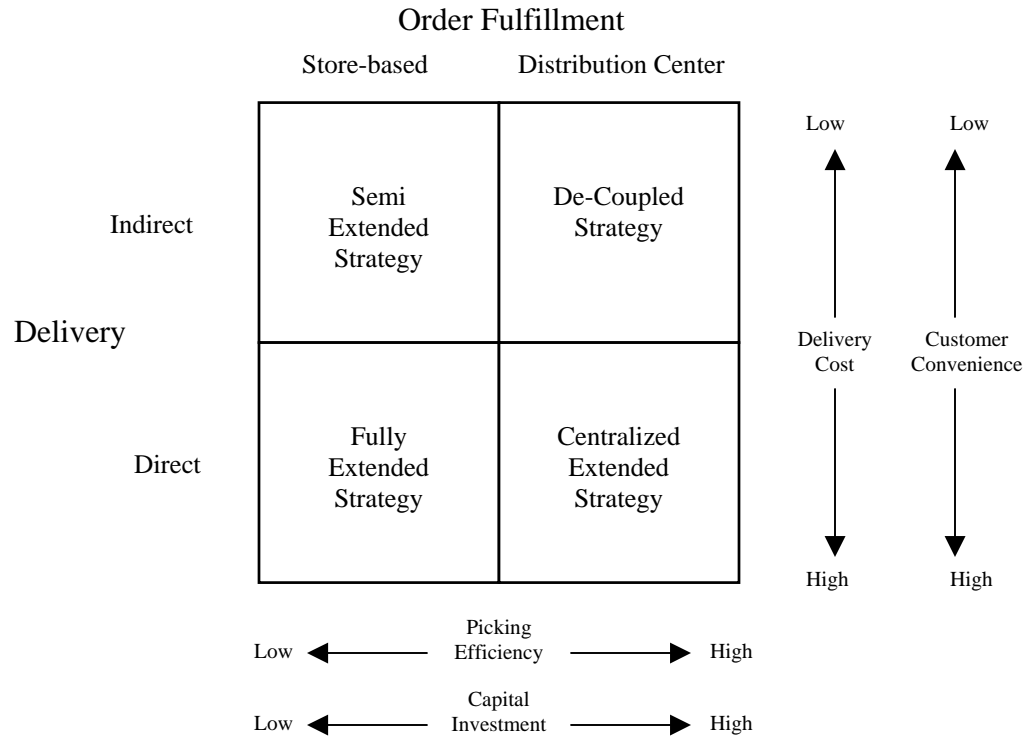 Order Fulfillment
Store-based Distribution Center
Low Low
Semi
Extended
Strategy
De-Coupled
Strategy
Indirect
Delivery
Delivery
Cost
Customer
Convenience
Direct
Fully
Extended
Strategy
Centralized
Extended
Strategy
High High
Low
Picking
Efficiency
High
Low
Capital
Investment
High